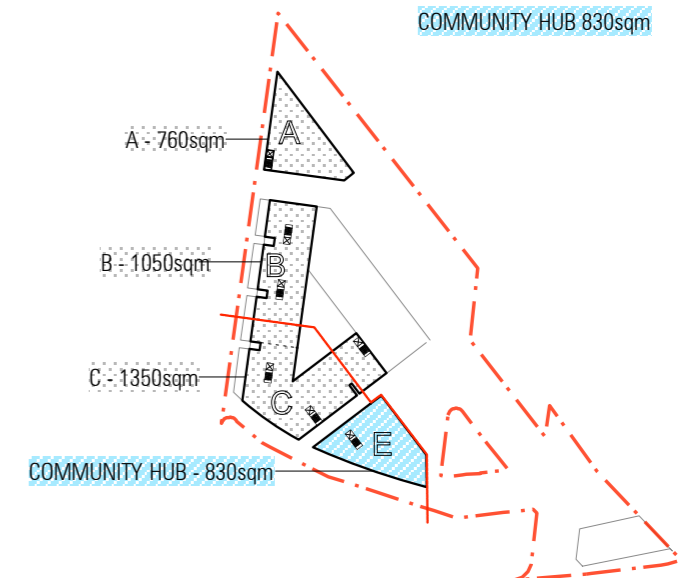 COMMUNITY HUB 830sqm
A
A - 760sqm
B
B - 1050sqm
C - 1350sqm
C
E
COMMUNITY HUB - 830sqm